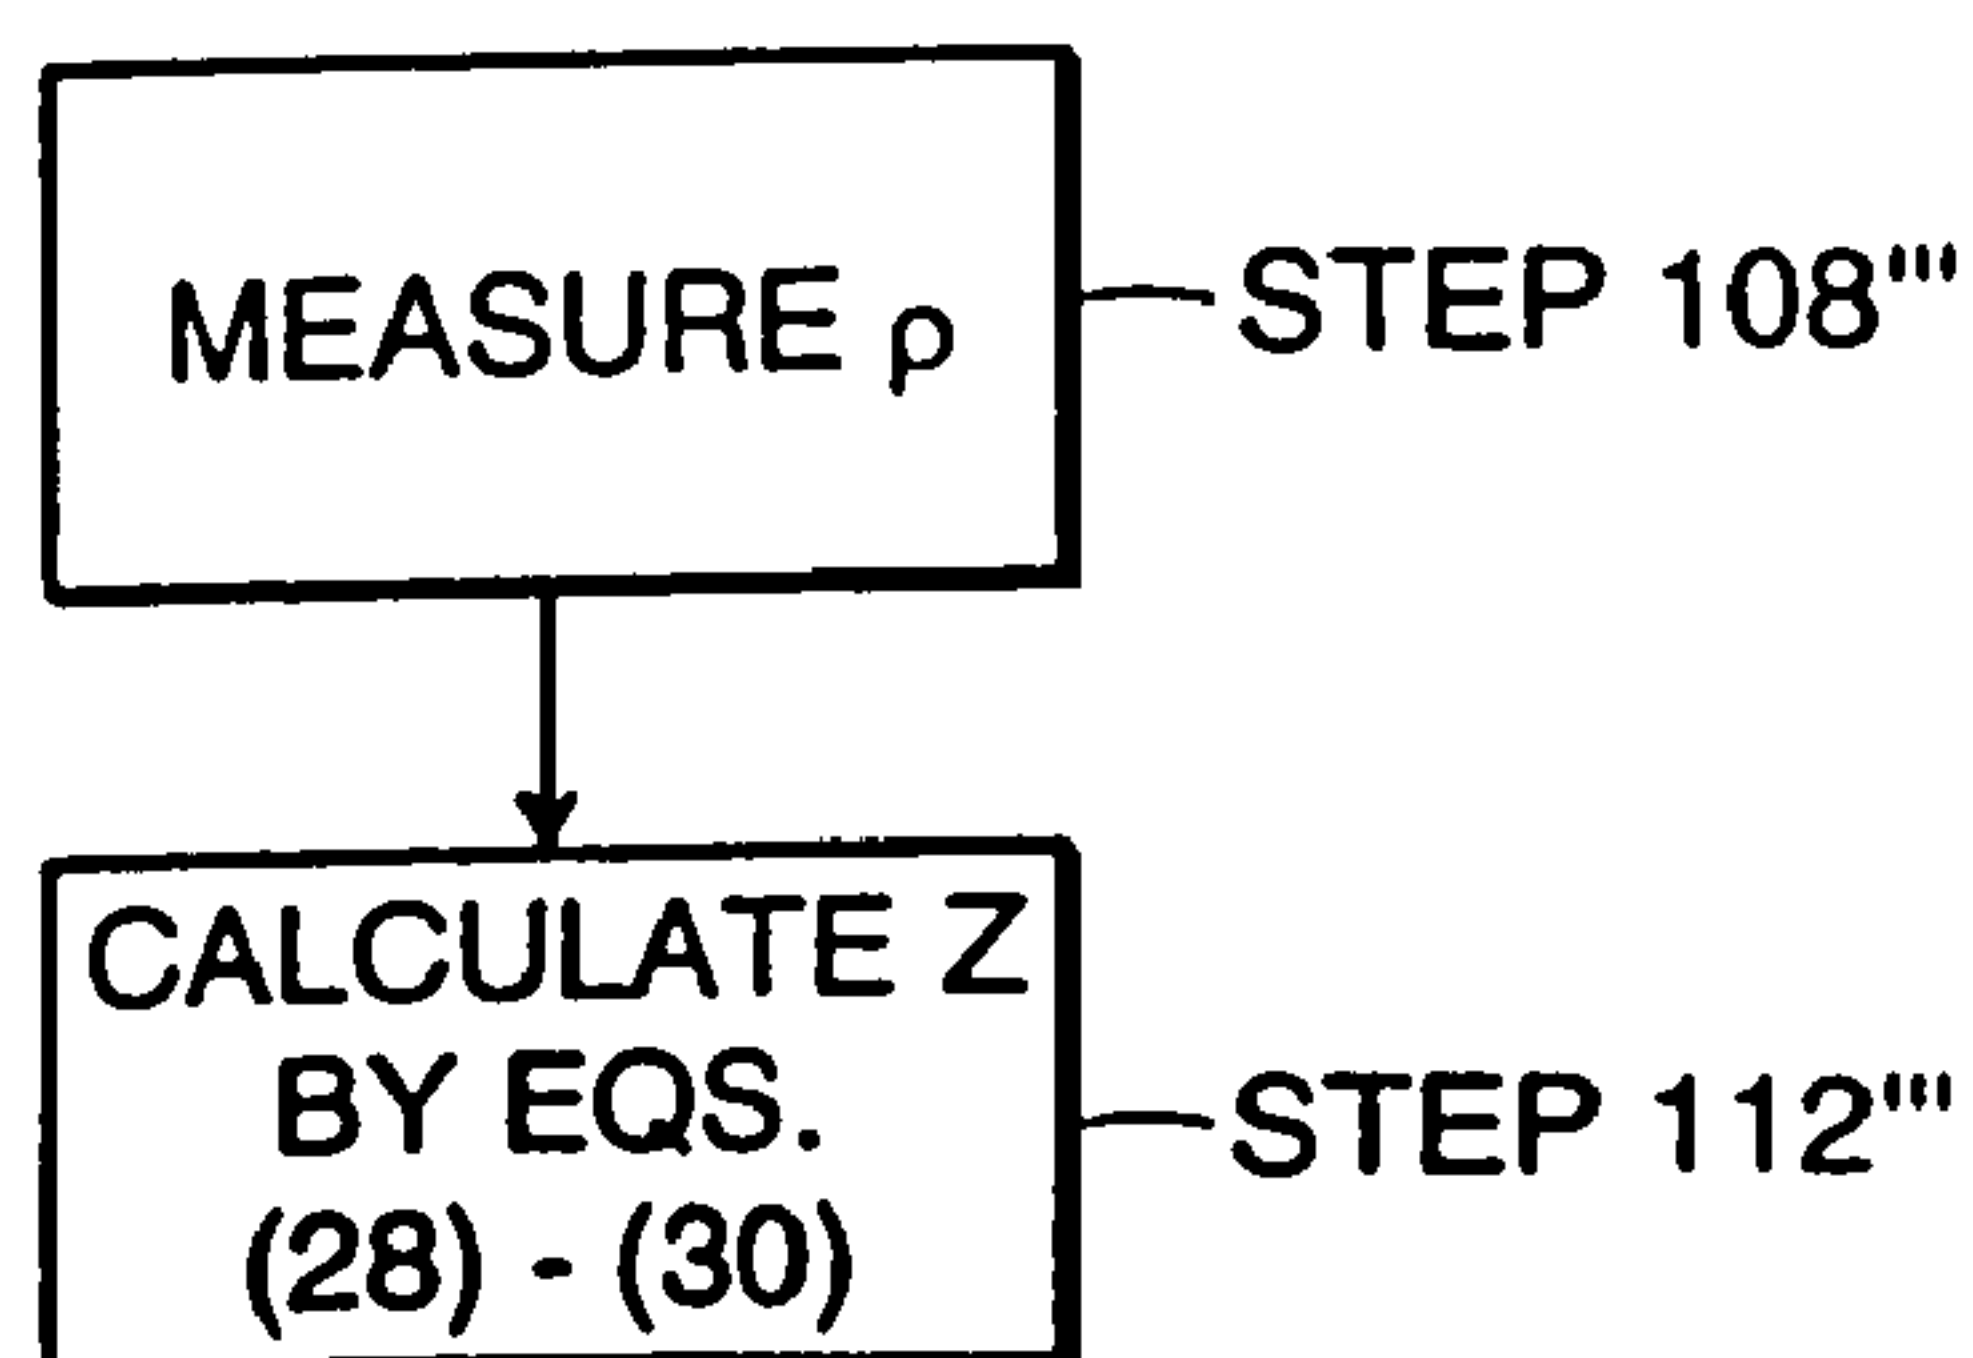 MEASURE ρ
STEP 108'''
CALCULATE Z
BY EQS.
(28) - (30)
STEP 112'''